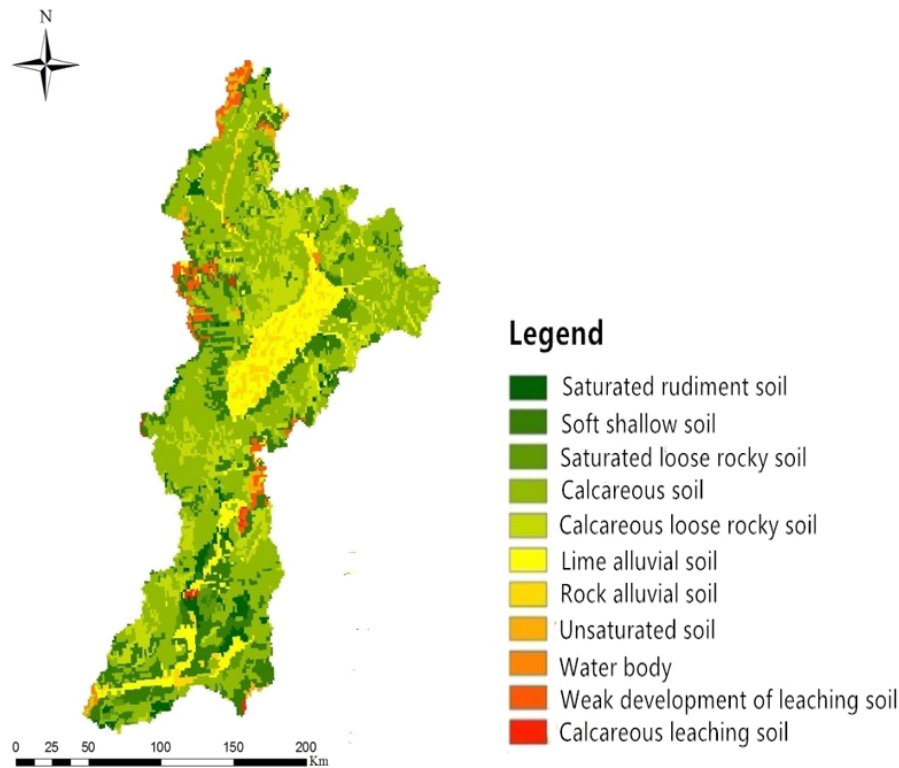 N
Legend
Saturated rudiment soil
Soft shallow soil
Saturated loose rocky soil
Calcareous soil
Calcareous loose rocky soil
Lime alluvial soil
Rock alluvial soil
Unsaturated soil
Water body
Weak development of leaching soil
Calcareous leaching soil
0 25 50 100 150 200
Km